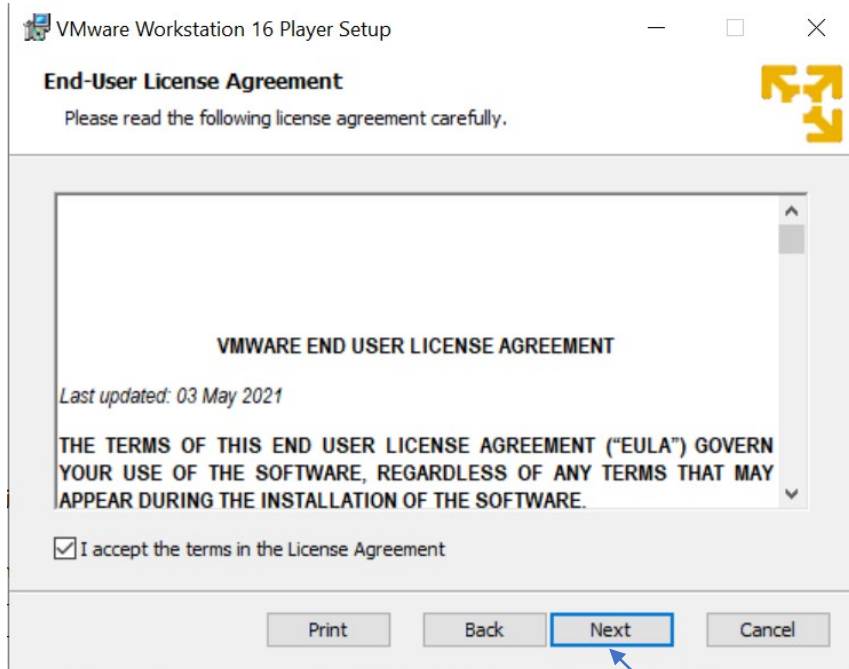 VMware Workstation 16 Player Setup
End-User License Agreement
Please read the following license agreement carefully.
VMWARE END USER LICENSE AGREEMENT
Last updated: 03 May 2021
THE TERMS OF THIS END USER LICENSE AGREEMENT (“EULA”) GOVERN
YOUR USE OF THE SOFTWARE, REGARDLESS OF ANY TERMS THAT MAY
APPEAR DURING THE INSTALLATION OF THE SOFTWARE.
I accept the terms in the License Agreement
Print Back Next Cancel